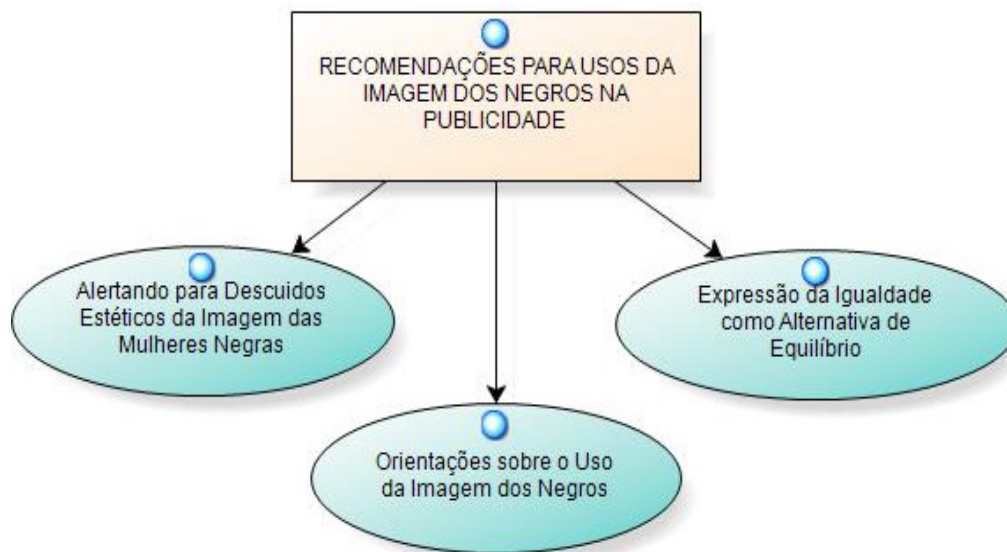 RECOMENDAÇÕES PARA USOS DA
IMAGEM DOS NEGROS NA
PUBLICIDADE
Alertando para Descuidos
Estéticos da Imagem das
Mulheres Negras
Expressão da Igualdade
como Alternativa de
Equilíbrio
Orientações sobre o Uso
da Imagem dos Negros